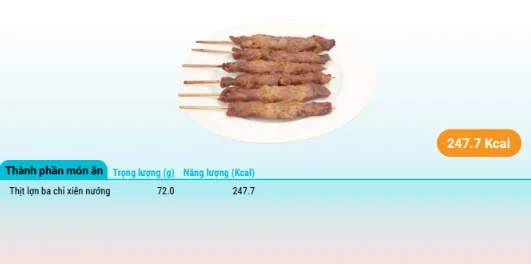 247.7 Kcal
Thành phần món ăn Trọng lượng (g) Năng lượng (Kcal)
Thịt lợn ba chỉ xiên nướng 72.0 247.7